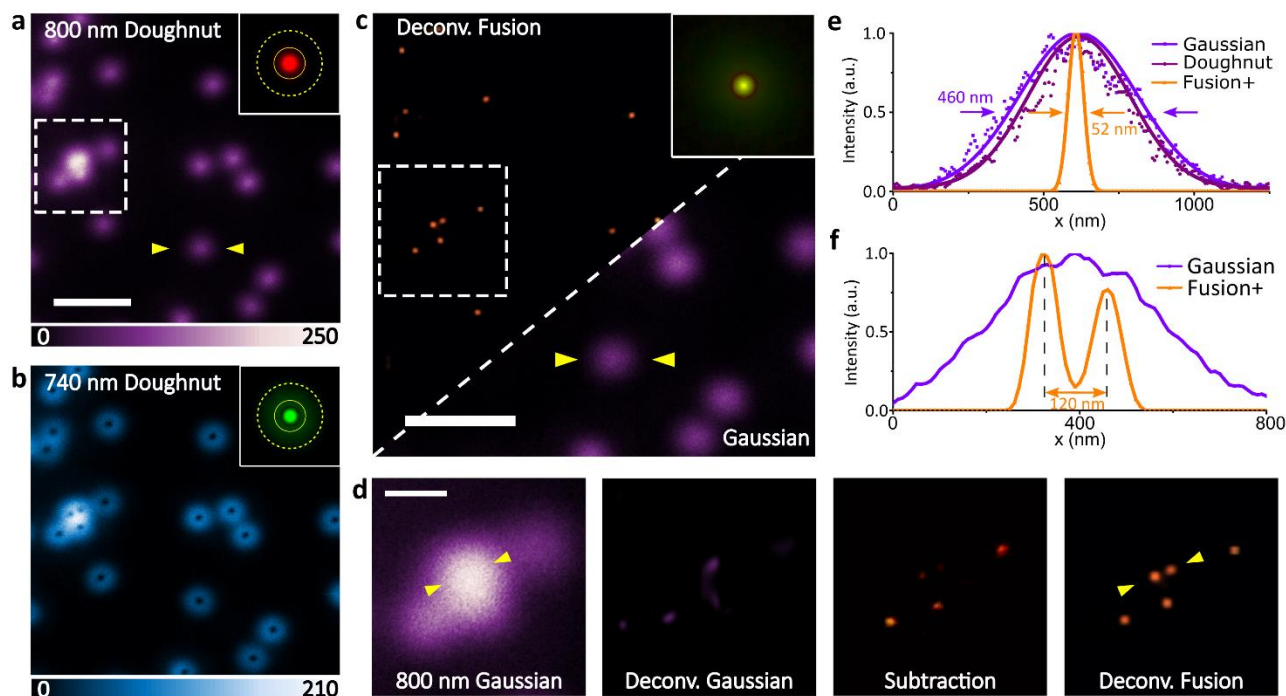 a
800 nm Doughnut
0
250
b
740 nm Doughnut
0
210
c
Deconv. Fusion
Gaussian
d
800 nm Gaussian
Deconv. Gaussian
Subtraction
Deconv. Fusion
e
Intensity (a.u.)
1.0
0.5
0.0
0
500
1000
x (nm)
Gaussian
Doughnut
Fusion+
460 nm
52 nm
f
Intensity (a.u.)
1.0
0.5
0.0
0
400
800
x (nm)
Gaussian
Fusion+
120 nm